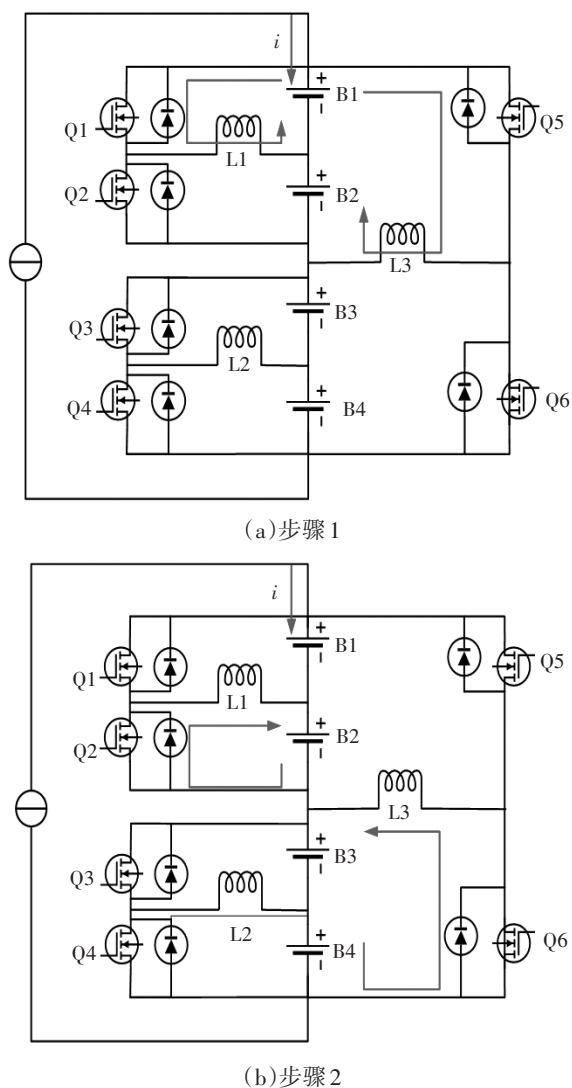 i
+
B1
Q1
Q5
L1
+
Q2
B2
L3
+
Q3
B3
L2
+
Q4
B4
Q6
(a)步骤1
i
+
B1
Q1
Q5
L1
+
Q2
B2
L3
+
Q3
B3
L2
+
Q4
B4
Q6
(b)步骤2